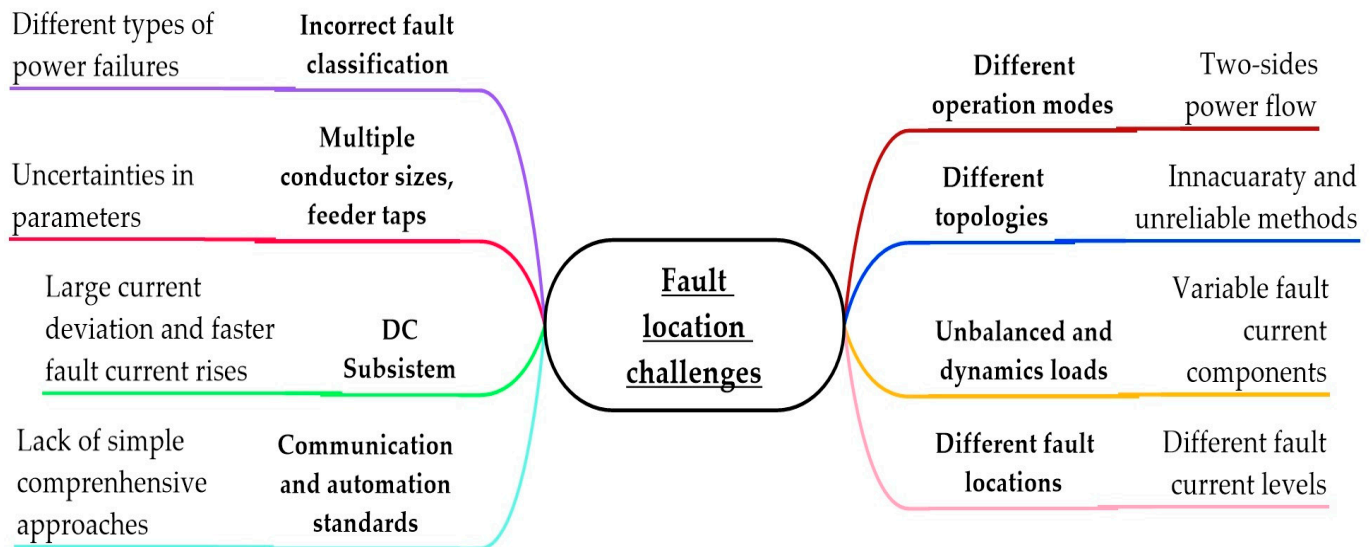 Different types of
power failures
Incorrect fault
classification
Uncertainties in
parameters
Multiple
conductor sizes,
feeder taps
Large current
deviation and faster
fault current rises
DC
Subsistem
Lack of simple
comprenhensive
approaches
Communication
and automation
standards
Fault
location
challenges
Different
operation modes
Two-sides
power flow
Different
topologies
Innacuaraty and
unreliable methods
Unbalanced and
dynamics loads
Variable fault
current
components
Different fault
locations
Different fault
current levels